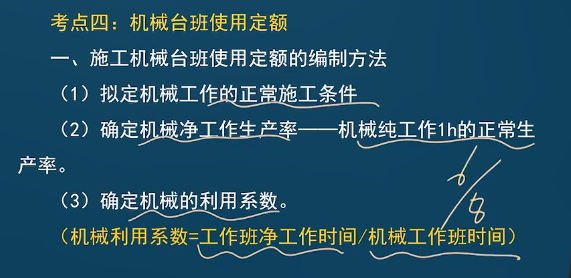 考点四：机械台班使用定额
一、施工机械台班使用定额的编制方法
（1）拟定机械工作的正常施工条件
（2）确定机械净工作生产率——机械纯工作1h的正常生
产率。
6/8
（3）确定机械的利用系数。
（机械利用系数=工作班净工作时间/机械工作班时间）